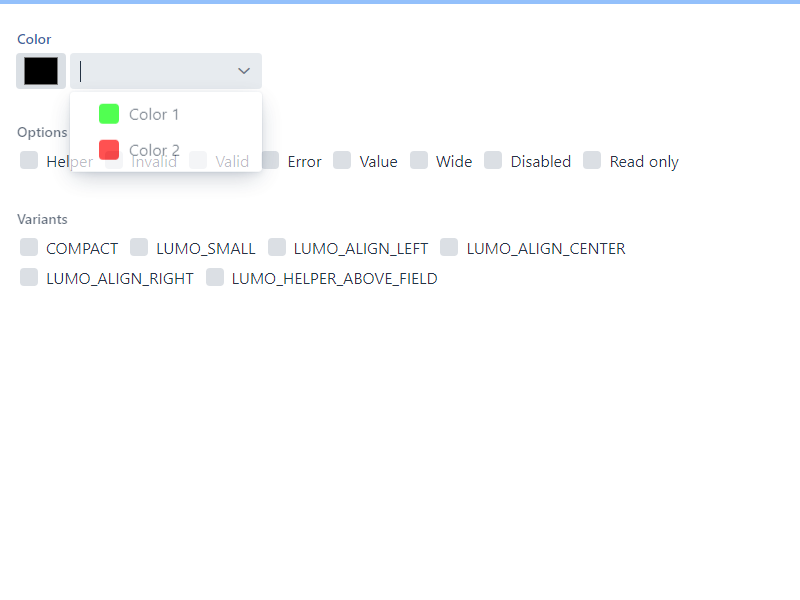 Color
Color 1
Color 2
Options
Helper Invalid Valid Error Value Wide Disabled Read only
Variants
COMPACT LUMO_SMALL LUMO_ALIGN_LEFT LUMO_ALIGN_CENTER
LUMO_ALIGN_RIGHT LUMO_HELPER_ABOVE_FIELD